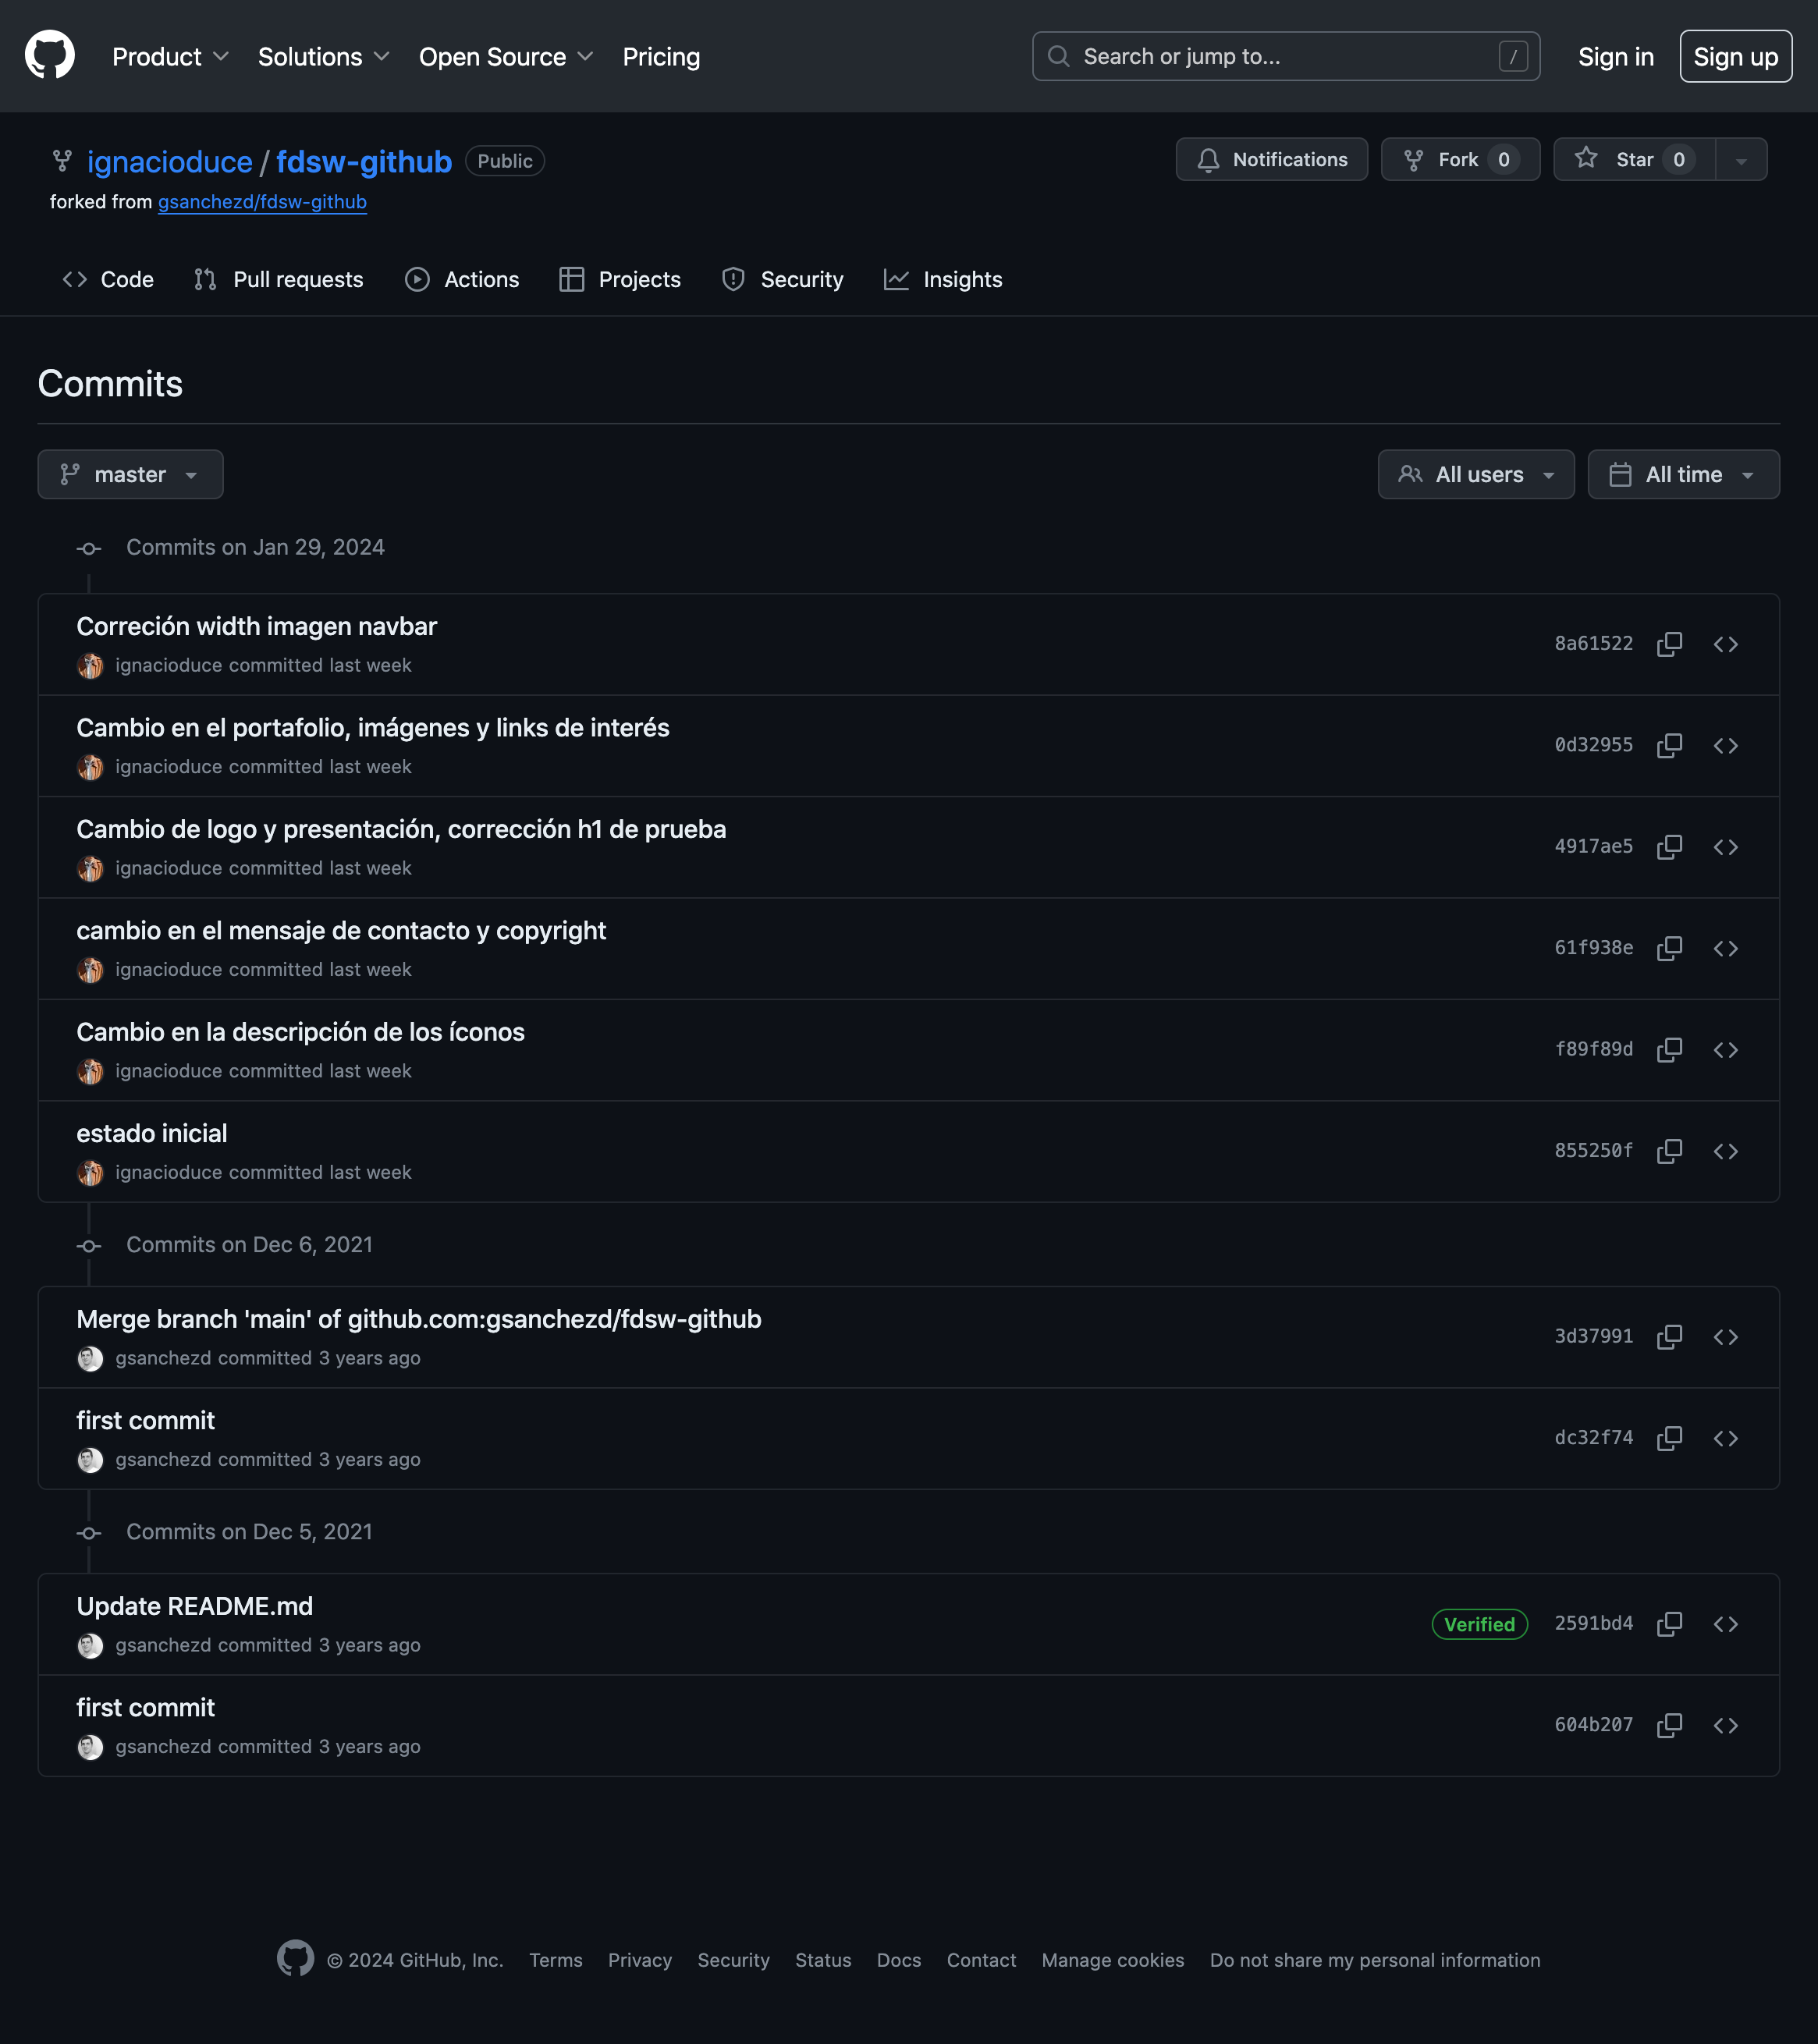 Product Solutions Open Source Pricing Search or jump to... / Sign in Sign up
ignacioduce / fdsw-github Public Notifications Fork 0 Star 0
forked from gsanchezd/fdsw-github
Code Pull requests Actions Projects Security Insights
Commits
master All users All time
Commits on Jan 29, 2024
Correción width imagen navbar
ignacioduce committed last week
8a61522
Cambio en el portafolio, imágenes y links de interés
ignacioduce committed last week
0d32955
Cambio de logo y presentación, corrección h1 de prueba
ignacioduce committed last week
4917ae5
cambio en el mensaje de contacto y copyright
ignacioduce committed last week
61f938e
Cambio en la descripción de los íconos
ignacioduce committed last week
f89f89d
estado inicial
ignacioduce committed last week
855250f
Commits on Dec 6, 2021
Merge branch 'main' of github.com:gsanchezd/fdsw-github
gsanchezd committed 3 years ago
3d37991
first commit
gsanchezd committed 3 years ago
dc32f74
Commits on Dec 5, 2021
Update README.md
gsanchezd committed 3 years ago
Verified 2591bd4
first commit
gsanchezd committed 3 years ago
604b207
© 2024 GitHub, Inc. Terms Privacy Security Status Docs Contact Manage cookies Do not share my personal information